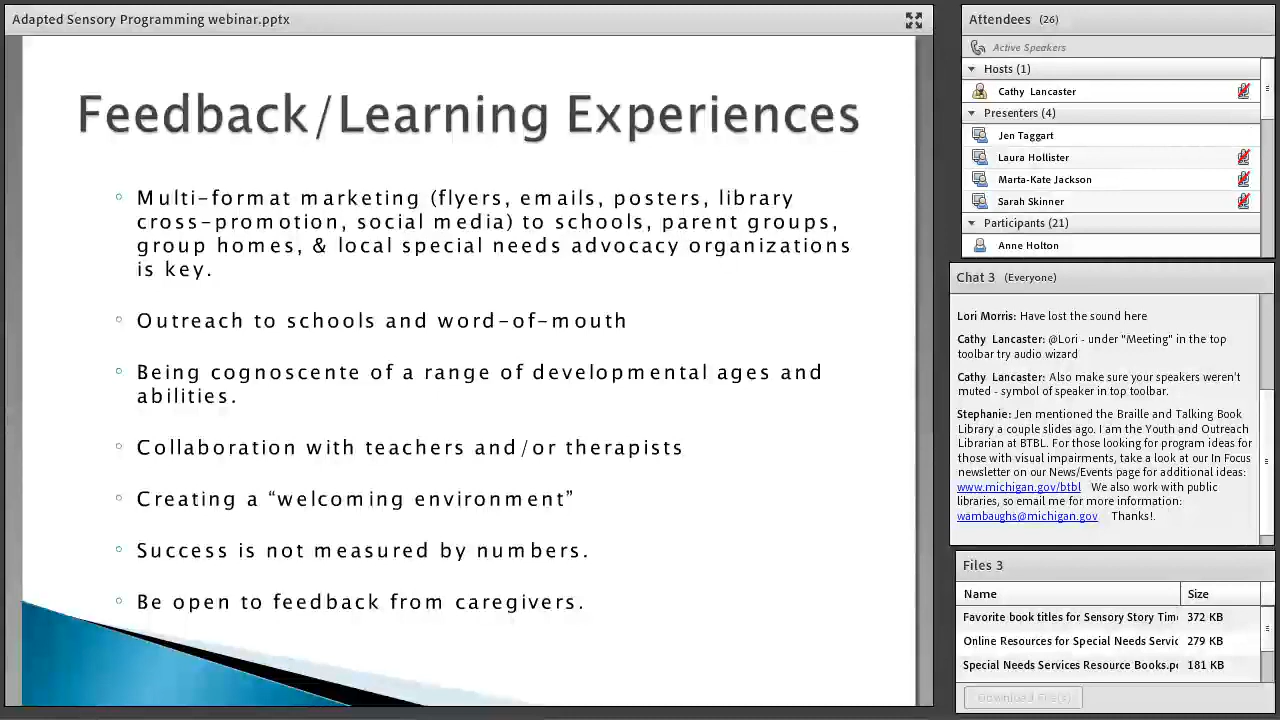 Adapted Sensory Programming webinar.pptx
Feedback/Learning Experiences
◦ Multi-format marketing (flyers, emails, posters, library
cross-promotion, social media) to schools, parent groups,
group homes, & local special needs advocacy organizations
is key.
◦ Outreach to schools and word-of-mouth
◦ Being cognoscente of a range of developmental ages and
abilities.
◦ Collaboration with teachers and/or therapists
◦ Creating a “welcoming environment”
◦ Success is not measured by numbers.
◦ Be open to feedback from caregivers.
Attendees (26)
Active Speakers
Hosts (1)
Cathy Lancaster
Presenters (4)
Jen Taggart
Laura Hollister
Marta-Kate Jackson
Sarah Skinner
Participants (21)
Anne Holton
Chat 3 (Everyone)
Lori Morris: Have lost the sound here
Cathy Lancaster: @Lori - under "Meeting" in the top
toolbar try audio wizard
Cathy Lancaster: Also make sure your speakers weren't
muted - symbol of speaker in top toolbar.
Stephanie: Jen mentioned the Braille and Talking Book
Library a couple slides ago. I am the Youth and Outreach
Librarian at BTBL. For those looking for program ideas for
those with visual impairments, take a look at our In Focus
newsletter on our News/Events page for additional ideas:
www.michigan.gov/btbl We also work with public
libraries, so email me for more information:
wambaughs@michigan.gov Thanks!.
Files 3
Name Size
Favorite book titles for Sensory Story 372 KB
Online Resources for Special Needs 279 KB
Special Needs Services Resource Books. 181 KB
Download File(s)